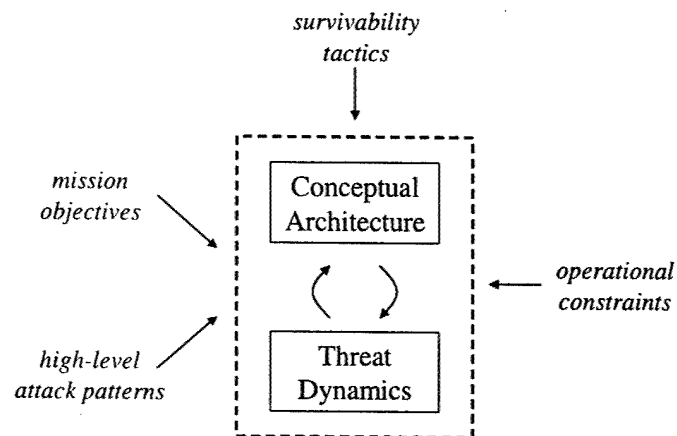 survivability
tactics
mission
objectives
Conceptual
Architecture
operational
constraints
high-level
attack patterns
Threat
Dynamics